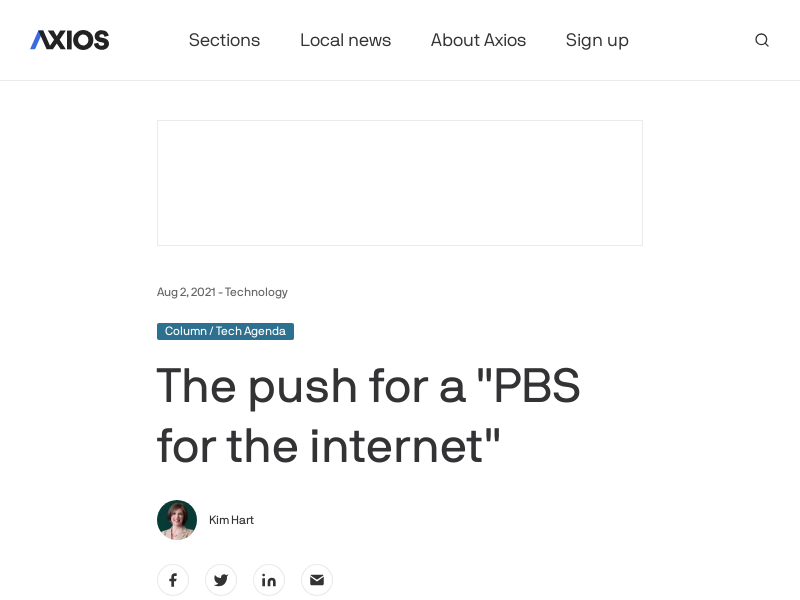 AXIOS Sections Local news About Axios Sign up
Aug 2, 2021 - Technology
Column / Tech Agenda
The push for a "PBS
for the internet"
Kim Hart